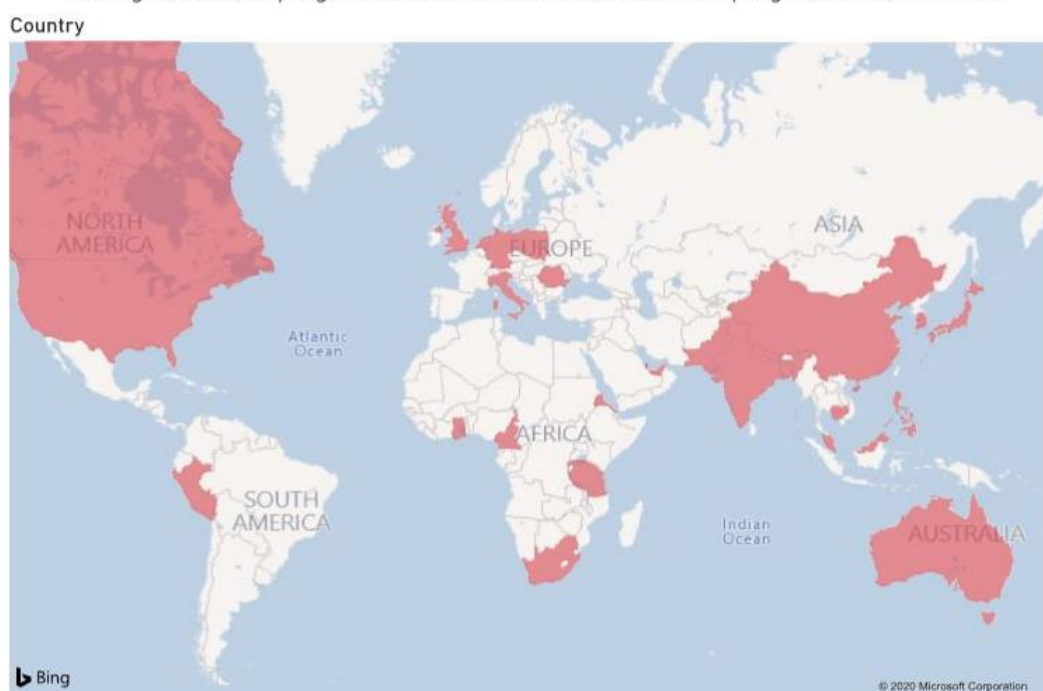 Country
NORTH
AMERICA
EUROPE
ASIA
Atlantic
Ocean
AFRICA
SOUTH
AMERICA
Indian
Ocean
AUSTRALIA
Bing
© 2020 Microsoft Corporation